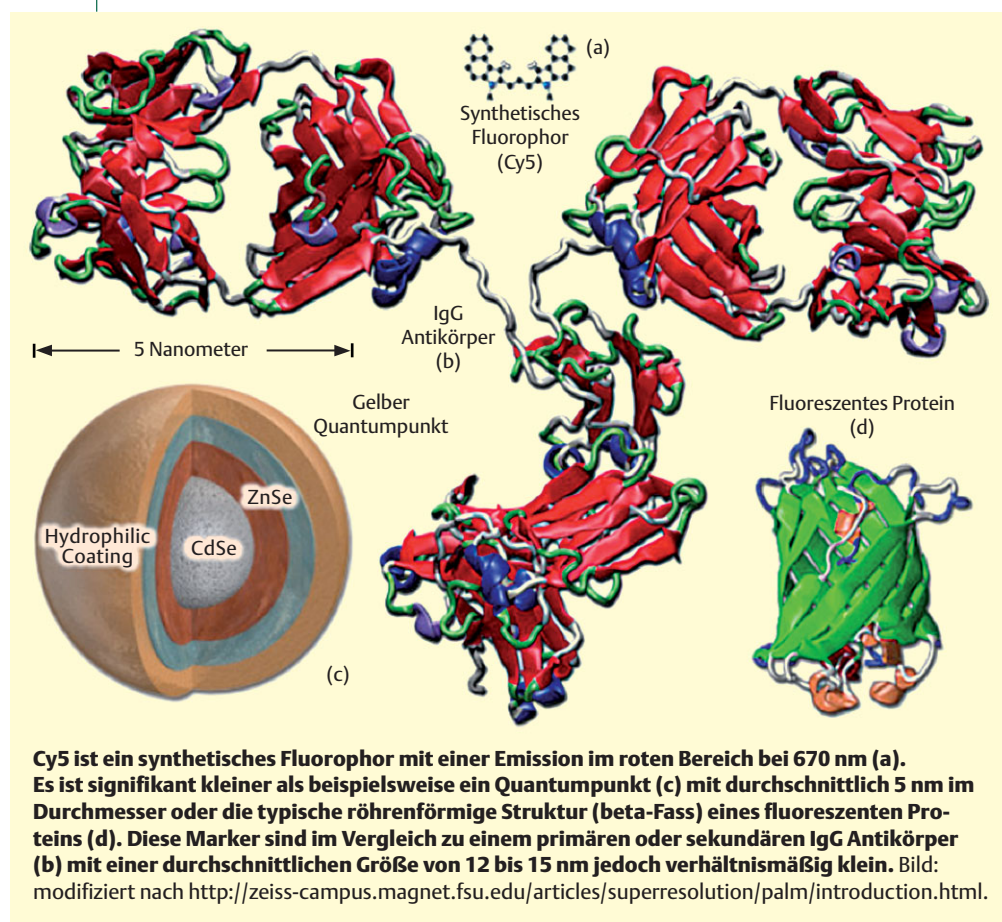 (a)
Synthetisches
Fluorophor
(Cy5)
IgG
Antikörper
(b)
5 Nanometer
Gelber
Quantumpunkt
Fluoreszentes Protein
(d)
ZnSe
Hydrophilic
Coating
CdSe
(c)
Cy5 ist ein synthetisches Fluorophor mit einer Emission im roten Bereich bei 670 nm (a).
Es ist signifikant kleiner als beispielsweise ein Quantumpunkt (c) mit durchschnittlich 5 nm im
Durchmesser oder die typische röhrenförmige Struktur (beta-Fass) eines fluoreszenten Pro-
teins (d). Diese Marker sind im Vergleich zu einem primären oder sekundären IgG Antikörper
(b) mit einer durchschnittlichen Größe von 12 bis 15 nm jedoch verhältnismäßig klein. Bild:
modifiziert nach http://zeiss-campus.magnet.fsu.edu/articles/superresolution/palm/introduction.html.